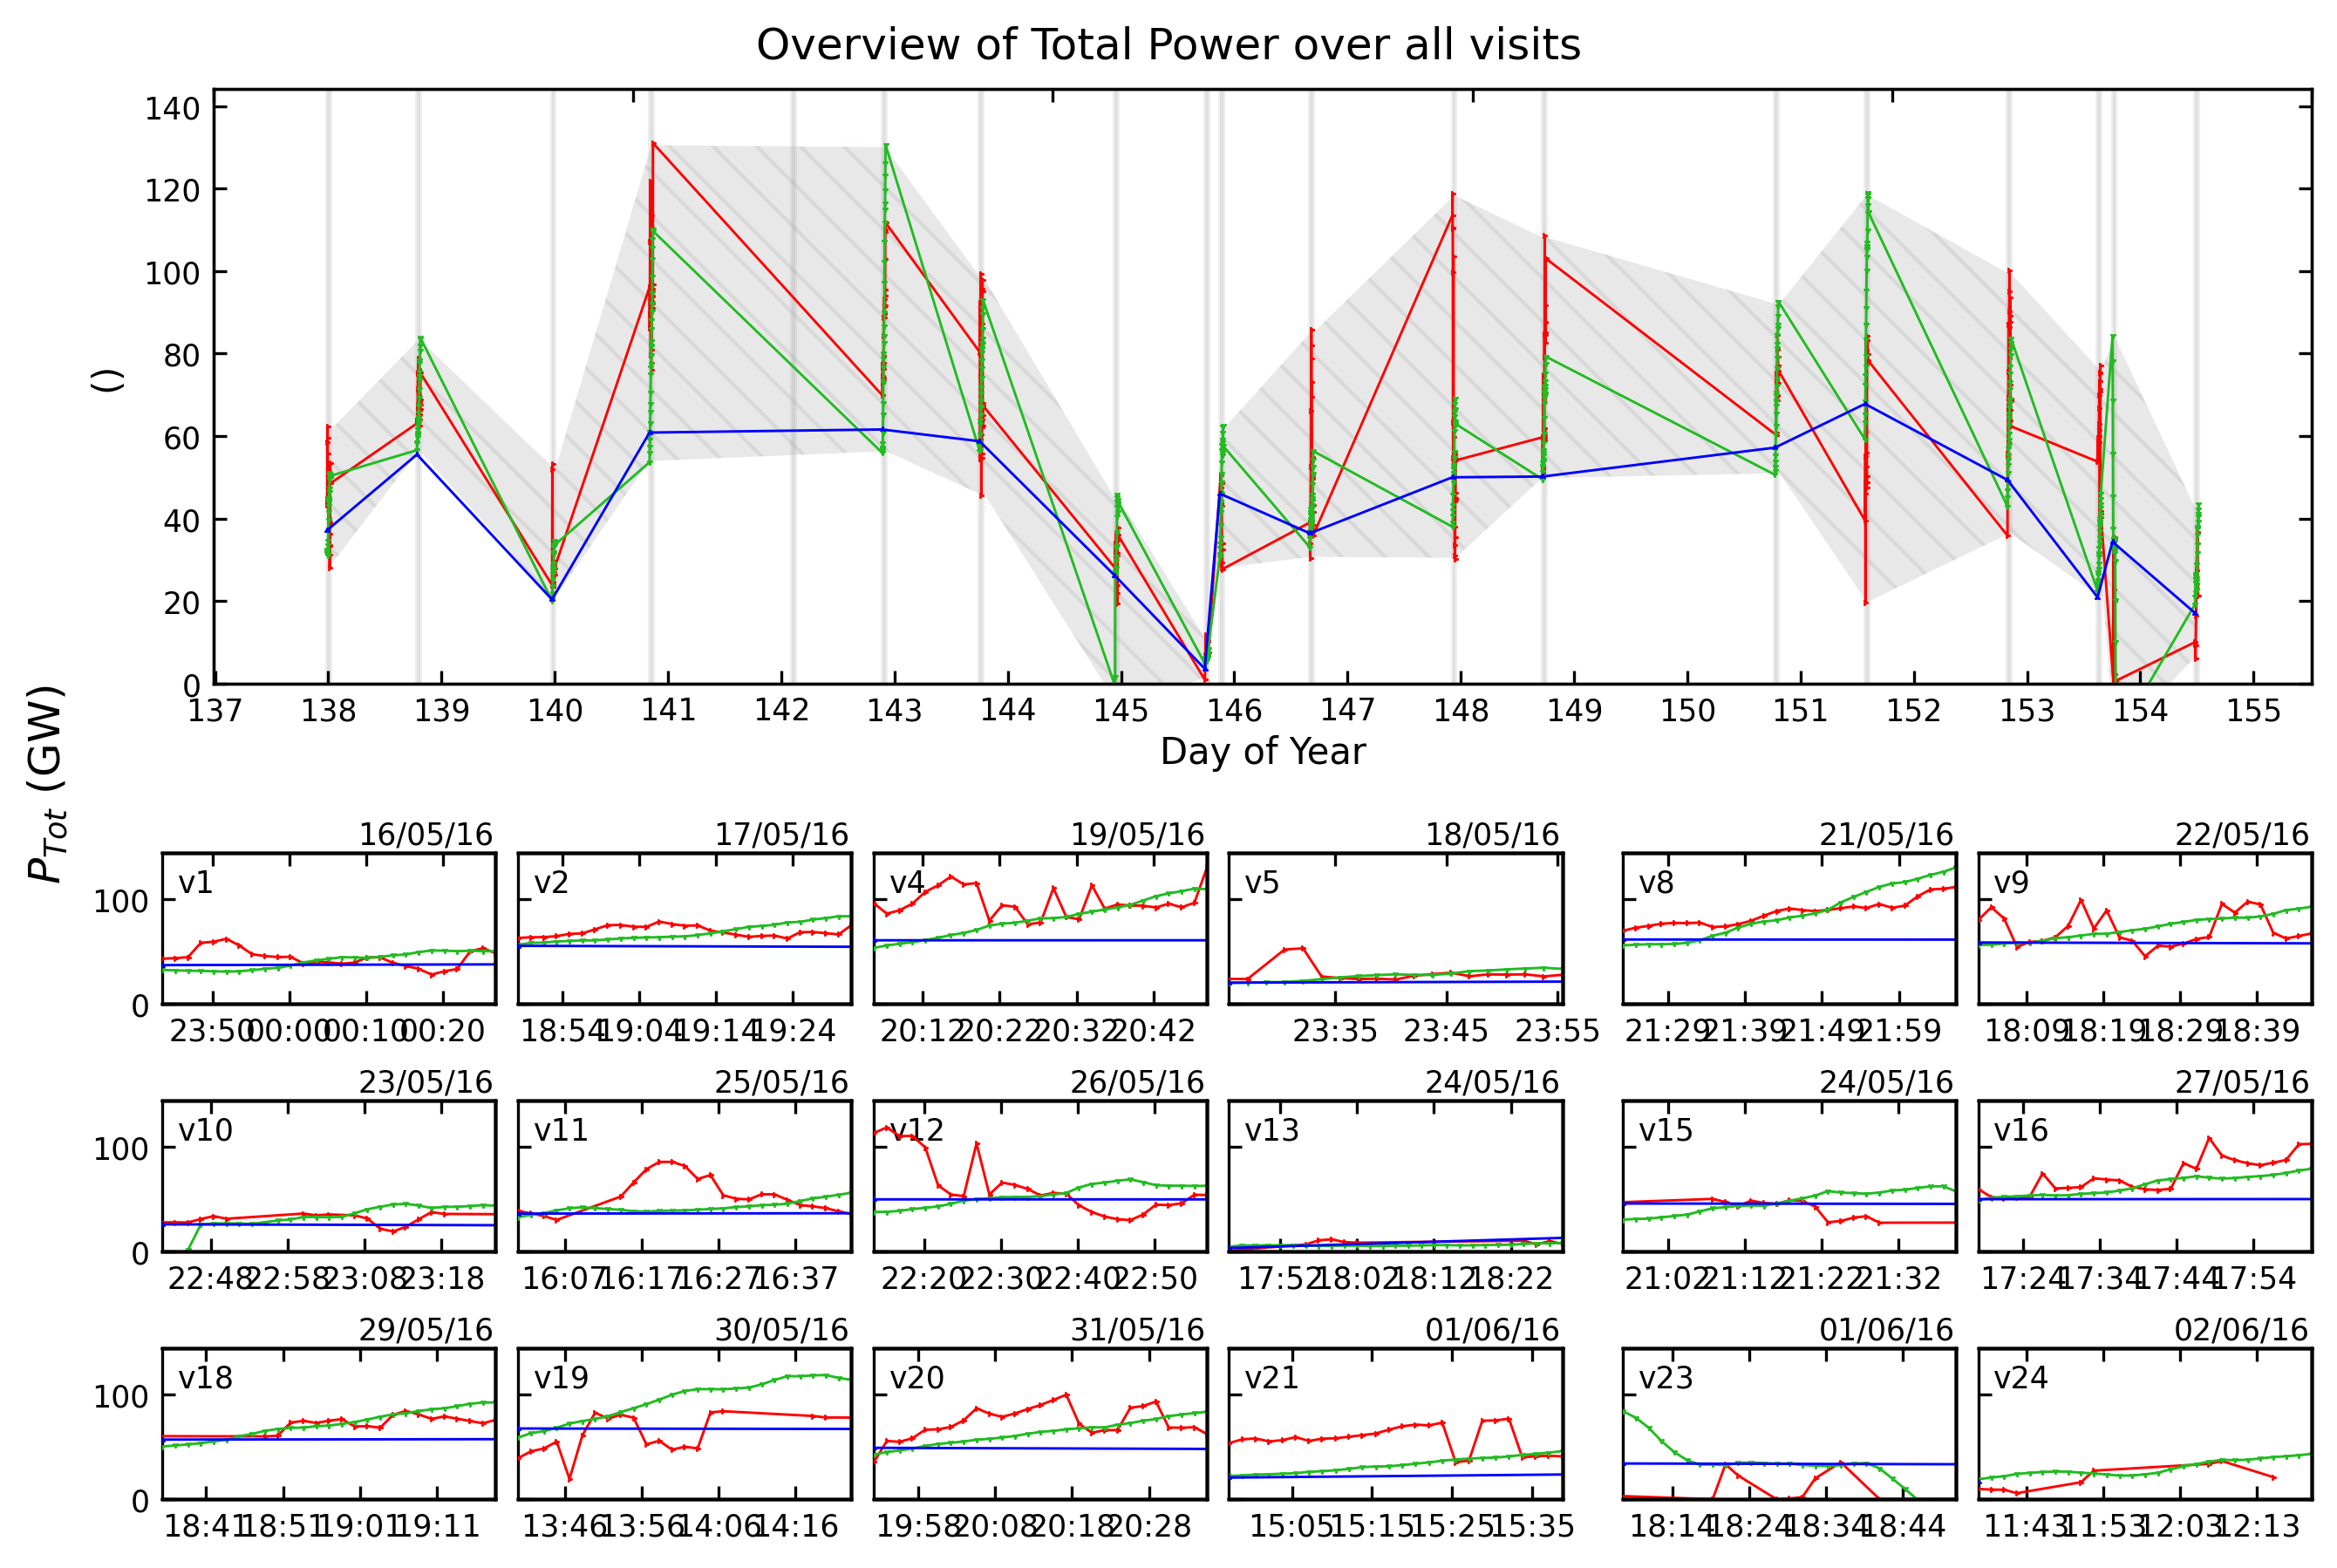 Overview of Total Power over all visits
140
120
100
80
60
40
20
0
()
137 138 139 140 141 142 143 144 145 146 147 148 149 150 151 152 153 154 155
Day of Year
P_Tot (GW)
16/05/16 17/05/16 19/05/16 18/05/16 21/05/16 22/05/16
v1 v2 v4 v5 v8 v9
100
0
23:50 00:00 00:10 00:20 18:54 19:04 19:14 19:24 20:12 20:22 20:32 20:42 23:35 23:45 23:55 21:29 21:39 21:49 21:59 18:09 18:19 18:29 18:39
23/05/16 25/05/16 26/05/16 24/05/16 24/05/16 27/05/16
v10 v11 v12 v13 v15 v16
100
0
22:48 22:58 23:08 23:18 16:07 16:17 16:27 16:37 22:20 22:30 22:40 22:50 17:52 18:02 18:12 18:22 21:02 21:12 21:22 21:32 17:24 17:34 17:44 17:54
29/05/16 30/05/16 31/05/16 01/06/16 01/06/16 02/06/16
v18 v19 v20 v21 v23 v24
100
0
18:41 18:51 19:01 19:11 13:46 13:56 14:06 14:16 19:58 20:08 20:18 20:28 15:05 15:15 15:25 15:35 18:14 18:24 18:34 18:44 11:43 11:53 12:03 12:13